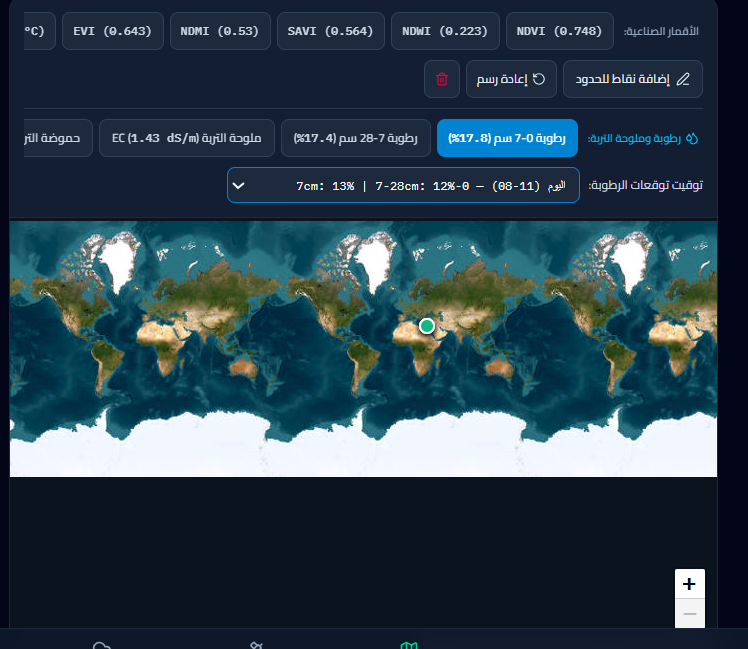 الأقمار الصناعية: NDVI (0.748) NDWI (0.223) SAVI (0.564) NDMI (0.53) EVI (0.643) °C)
إضافة نقاط للحدود إعادة رسم
رطوبة وملوحة التربة: رطوبة 0-7 سم (17.8%) رطوبة 7-28 سم (17.4%) ملوحة التربة EC (1.43 dS/m) حموضة التر
توقيت توقعات الرطوبة: اليوم (08-11) — 0-7cm: 13% | 7-28cm: 12%
+
−